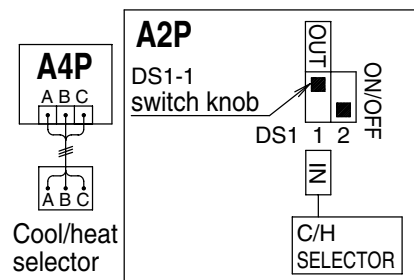 A4P
A B C
A B C
Cool/heat
selector
A2P
DS1-1
switch knob
OUT
ON/OFF
DS1 1 2
IN
C/H
SELECTOR